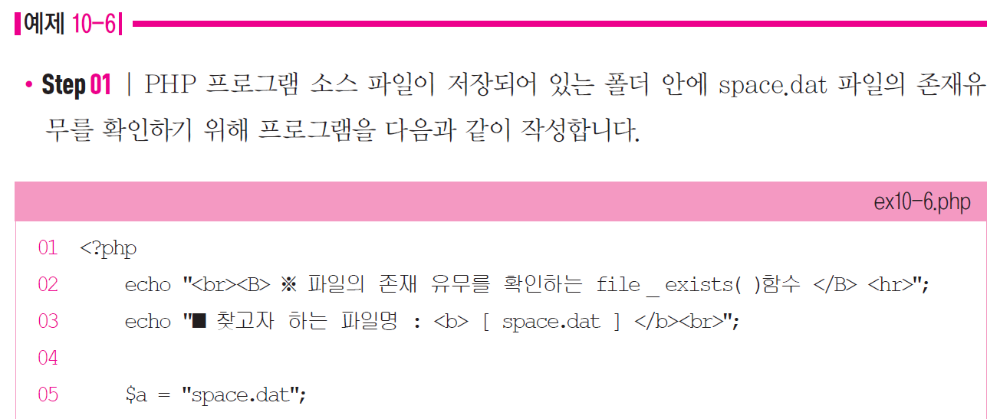 예제 10-6
• Step 01 | PHP 프로그램 소스 파일이 저장되어 있는 폴더 안에 space.dat 파일의 존재유
무를 확인하기 위해 프로그램을 다음과 같이 작성합니다.
ex10-6.php
01 <?php
02 echo "<br><B> ※ 파일의 존재 유무를 확인하는 file _ exists( )함수 </B> <hr>";
03 echo "■ 찾고자 하는 파일명 : <b> [ space.dat ] </b><br>";
04
05 $a = "space.dat";